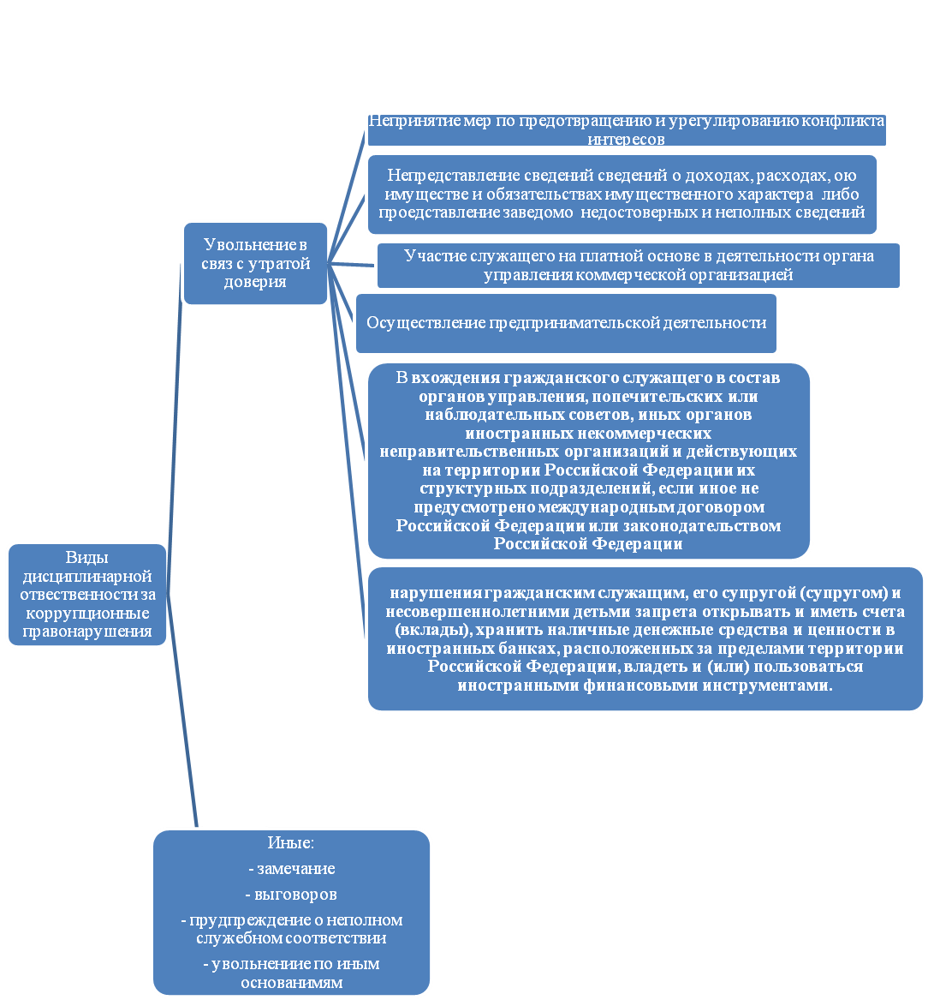 Непринятие мер по предотвращению и урегулированию конфликта
интересов
Непредставление сведений сведений о доходах, расходах, ою
имуществе и обязательствах имущественного характера либо
проедставление заведомо недостоверных и неполных сведений
Увольнение в
связ с утратой
доверия
Участие служащего на платной основе в деятельности органа
управления коммерческой организацией
Осуществление предпринимательской деятельности
В вхождения гражданского служащего в состав
органов управления, попечительских или
наблюдательных советов, иных органов
иностранных некоммерческих
неправительственных организаций и действующих
на территории Российской Федерации их
структурных подразделений, если иное не
предусмотрено международным договором
Российской Федерации или законодательством
Российской Федерации
Виды
дисциплинарной
отвественности за
коррупционные
правонарушения
нарушения гражданским служащим, его супругой (супругом) и
несовершеннолетними детьми запрета открывать и иметь счета
(вклады), хранить наличные денежные средства и ценности в
иностранных банках, расположенных за пределами территории
Российской Федерации, владеть и (или) пользоваться
иностранными финансовыми инструментами.
Иные:
- замечание
- выговоров
- прудпреждение о неполном
служебном соответствии
- увольнениие по иным
основанимям